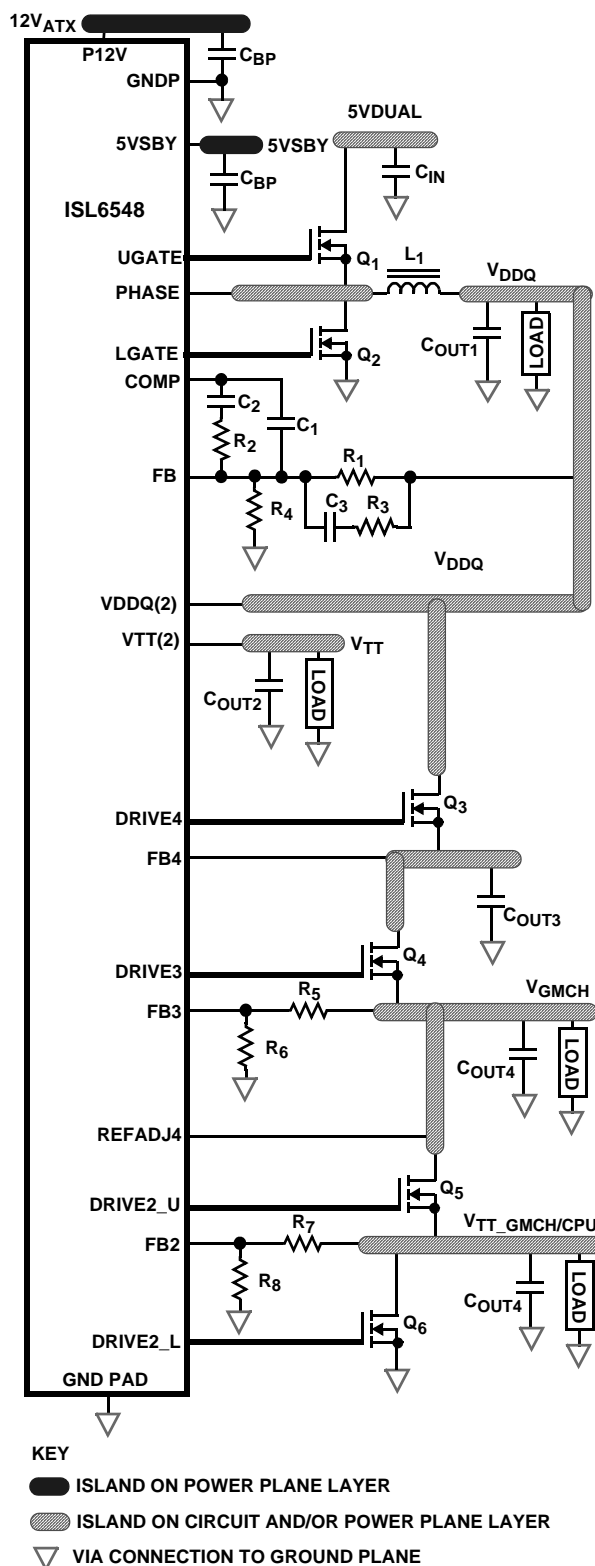 12VATX
P12V
CBP
GNDP
5VDUAL
5VSBY
5VSBY
CBP
CIN
ISL6548
UGATE
Q1
L1
VDDQ
PHASE
LGATE
Q2
COUT1
LOAD
COMP
C2
C1
R2
R1
FB
R4
C3
R3
VDDQ
VDDQ(2)
VTT(2)
VTT
COUT2
LOAD
Q3
DRIVE4
FB4
COUT3
Q4
DRIVE3
R5
VGMCH
FB3
R6
COUT4
LOAD
REFADJ4
Q5
DRIVE2_U
R7
VTT_GMCH/CPU
FB2
R8
COUT4
LOAD
Q6
DRIVE2_L
GND PAD
KEY
ISLAND ON POWER PLANE LAYER
ISLAND ON CIRCUIT AND/OR POWER PLANE LAYER
VIA CONNECTION TO GROUND PLANE